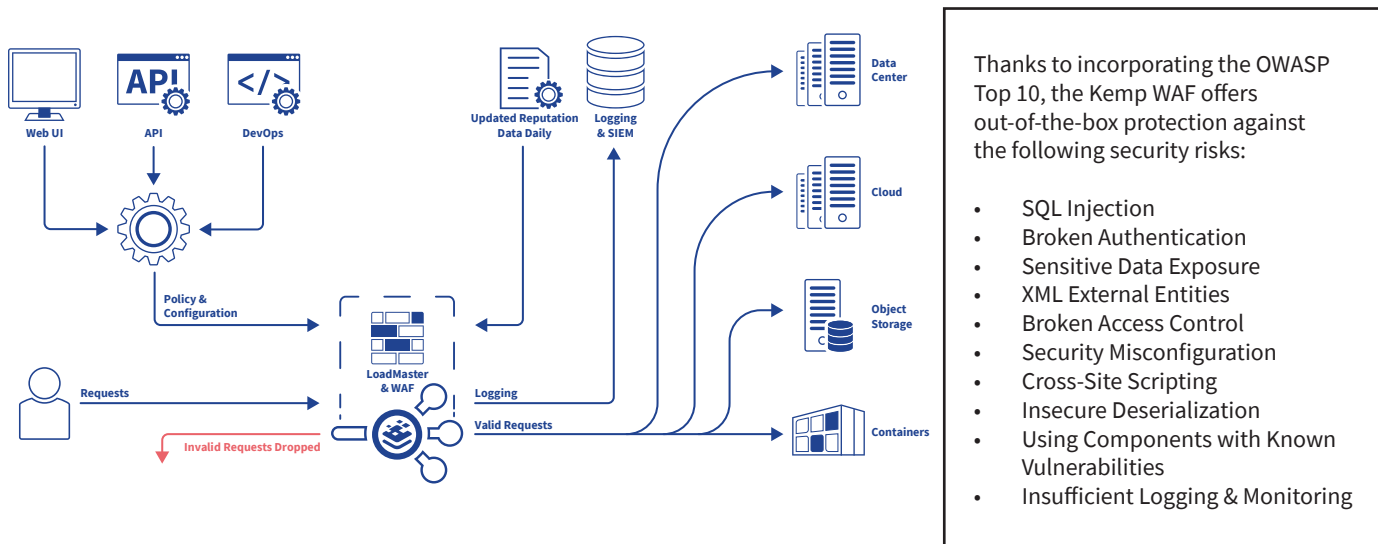 API
</>
Web UI
API
DevOps
Updated Reputation
Data Daily
Logging
& SIEM
Data
Center
Cloud
Policy &
Configuration
Object
Storage
LoadMaster
& WAF
Requests
Logging
Valid Requests
Containers
Invalid Requests Dropped
Thanks to incorporating the OWASP
Top 10, the Kemp WAF offers
out-of-the-box protection against
the following security risks:
• SQL Injection
• Broken Authentication
• Sensitive Data Exposure
• XML External Entities
• Broken Access Control
• Security Misconfiguration
• Cross-Site Scripting
• Insecure Deserialization
• Using Components with Known
Vulnerabilities
• Insufficient Logging & Monitoring